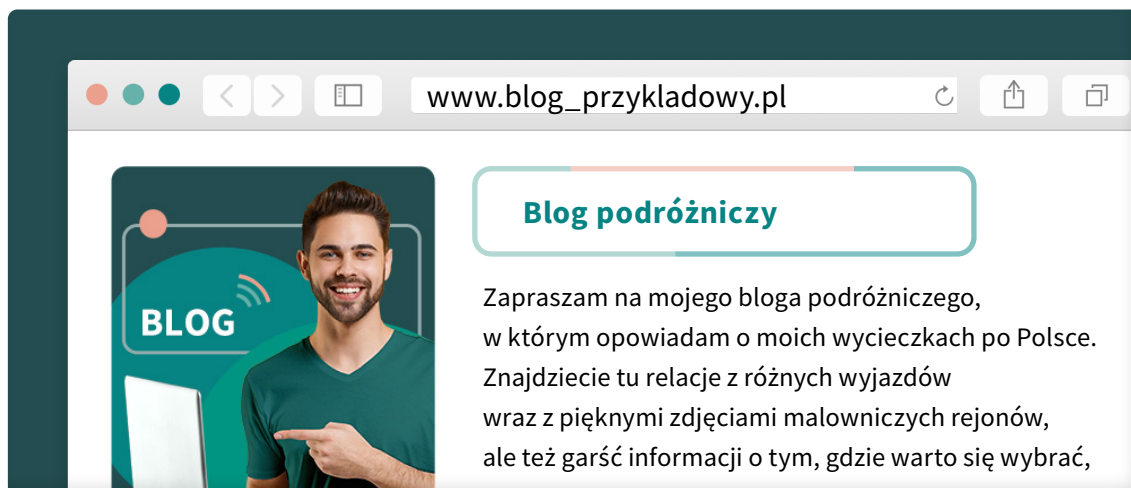 www.blog_przykladowy.pl
BLOG
Blog podróżniczy
Zapraszam na mojego bloga podróżniczego,
w którym opowiadam o moich wycieczkach po Polsce.
Znajdziecie tu relacje z różnych wyjazdów
wraz z pięknymi zdjęciami malowniczych rejonów,
ale też garść informacji o tym, gdzie warto się wybrać,